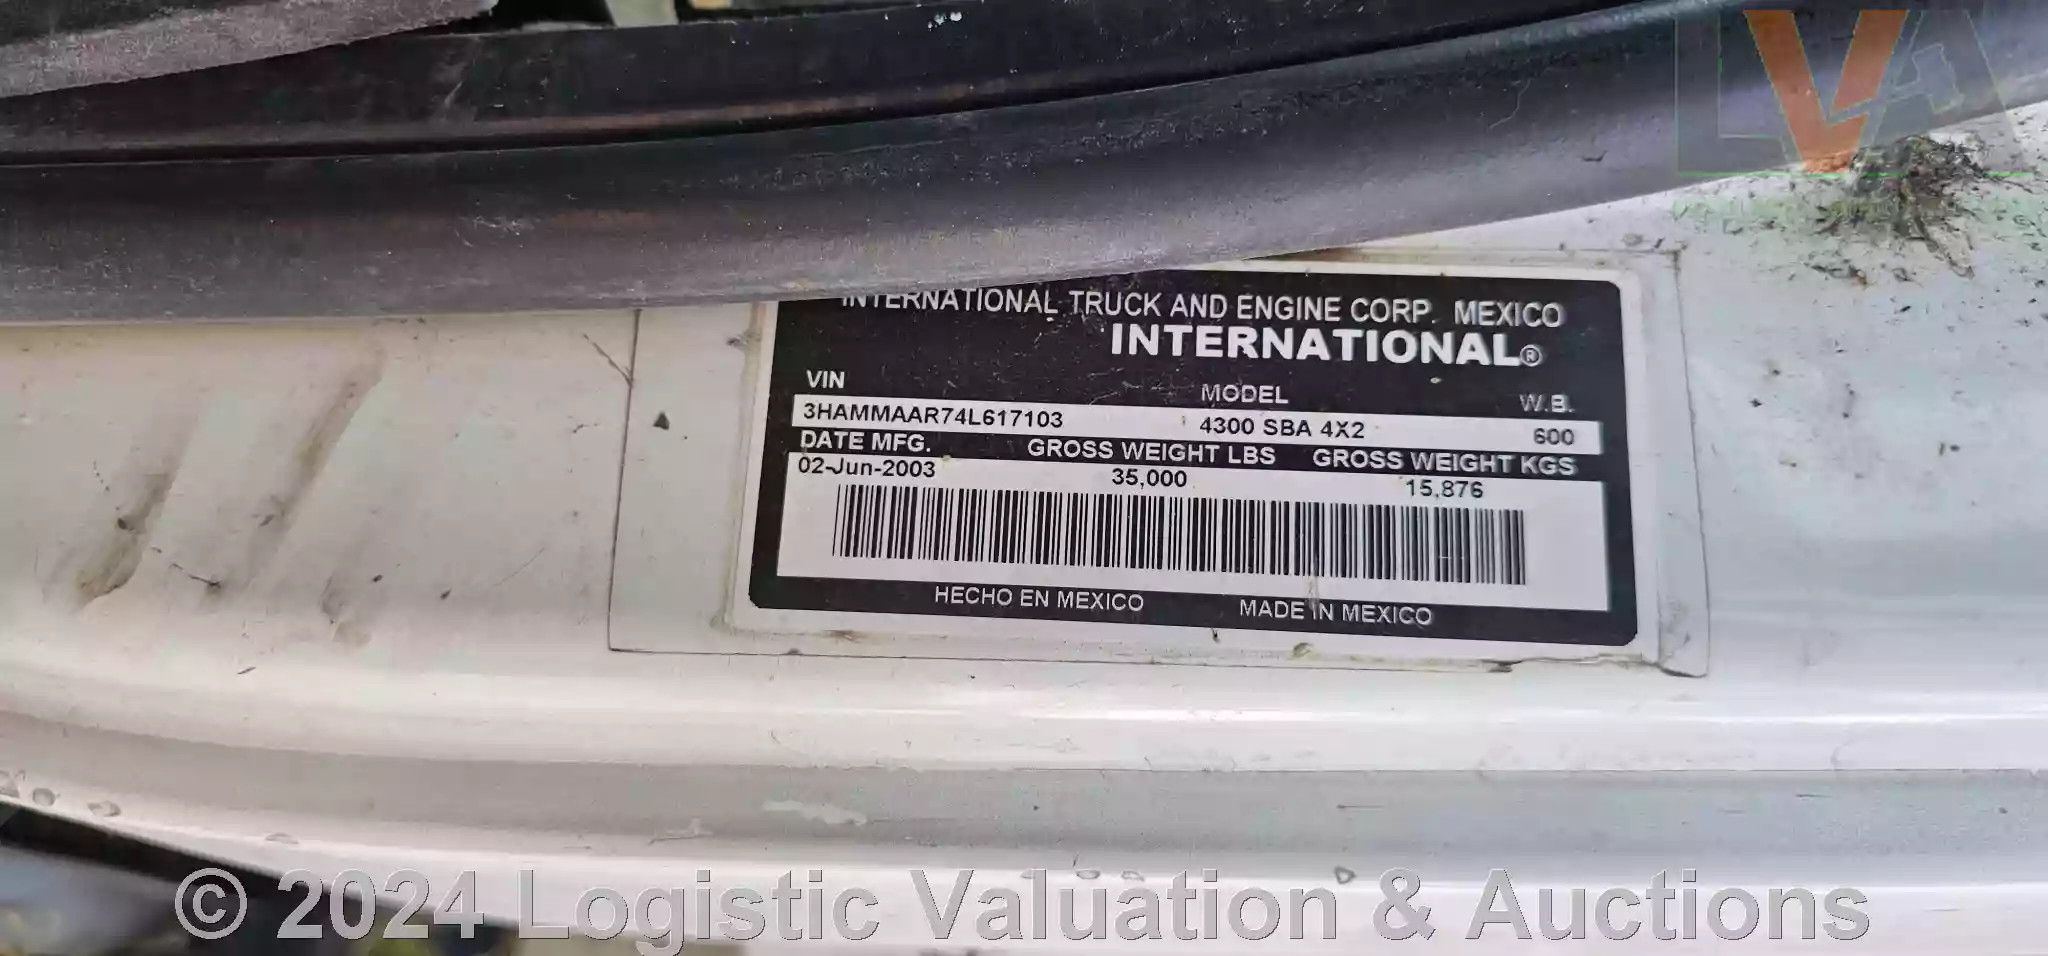 LVA
INTERNATIONAL TRUCK AND ENGINE CORP. MEXICO
INTERNATIONAL®
VIN MODEL W.B.
3HAMMAAR74L617103 4300 SBA 4X2 600
DATE MFG. GROSS WEIGHT LBS GROSS WEIGHT KGS
02-Jun-2003 35,000 15,876
HECHO EN MEXICO MADE IN MEXICO
© 2024 Logistic Valuation & Auctions